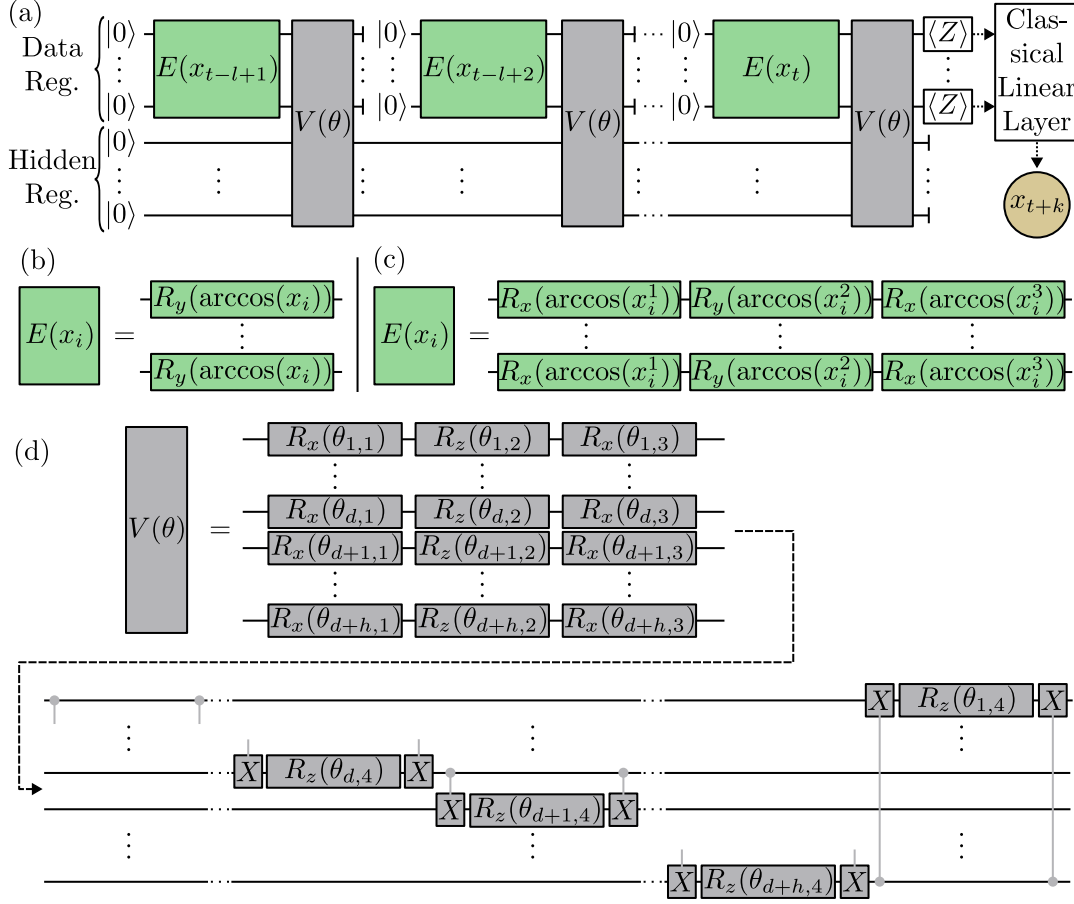 (a)
Data
Reg.
|0⟩ E(x_{t−l+1}) |0⟩ E(x_{t−l+2}) |0⟩ E(x_t) ⟨Z⟩
|0⟩ |0⟩ |0⟩ ⟨Z⟩
V(θ) V(θ) V(θ)
Clas-
sical
Linear
Layer
Hidden
Reg.
|0⟩
|0⟩
x_{t+k}
(b)
E(x_i) =
R_y(arccos(x_i))
R_y(arccos(x_i))
(c)
E(x_i) =
R_x(arccos(x_i^1)) R_y(arccos(x_i^2)) R_x(arccos(x_i^3))
R_x(arccos(x_i^1)) R_y(arccos(x_i^2)) R_x(arccos(x_i^3))
(d)
V(θ) =
R_x(θ_{1,1}) R_z(θ_{1,2}) R_x(θ_{1,3})
R_x(θ_{d,1}) R_z(θ_{d,2}) R_x(θ_{d,3})
R_x(θ_{d+1,1}) R_z(θ_{d+1,2}) R_x(θ_{d+1,3})
R_x(θ_{d+h,1}) R_z(θ_{d+h,2}) R_x(θ_{d+h,3})
X R_z(θ_{1,4}) X
X R_z(θ_{d,4}) X
X R_z(θ_{d+1,4}) X
X R_z(θ_{d+h,4}) X